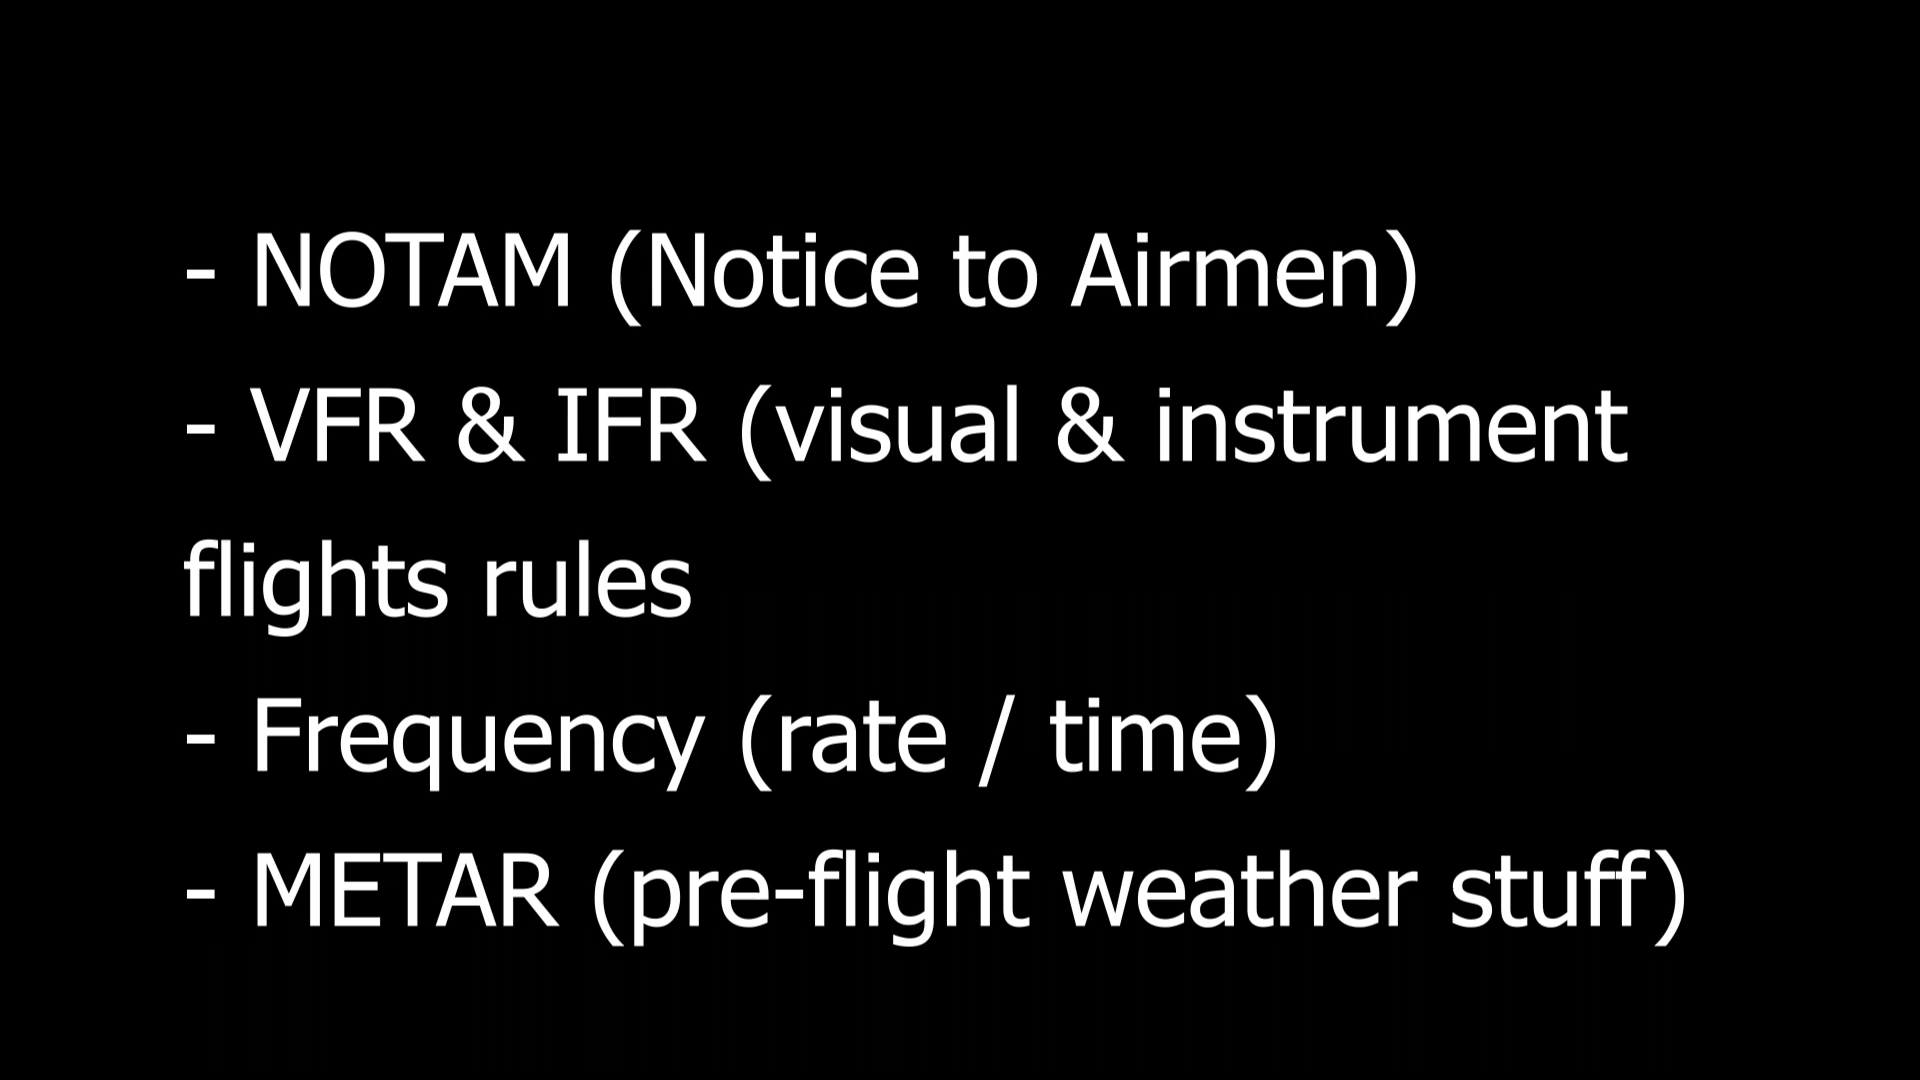 - NOTAM (Notice to Airmen)
- VFR & IFR (visual & instrument
flights rules
- Frequency (rate / time)
- METAR (pre-flight weather stuff)